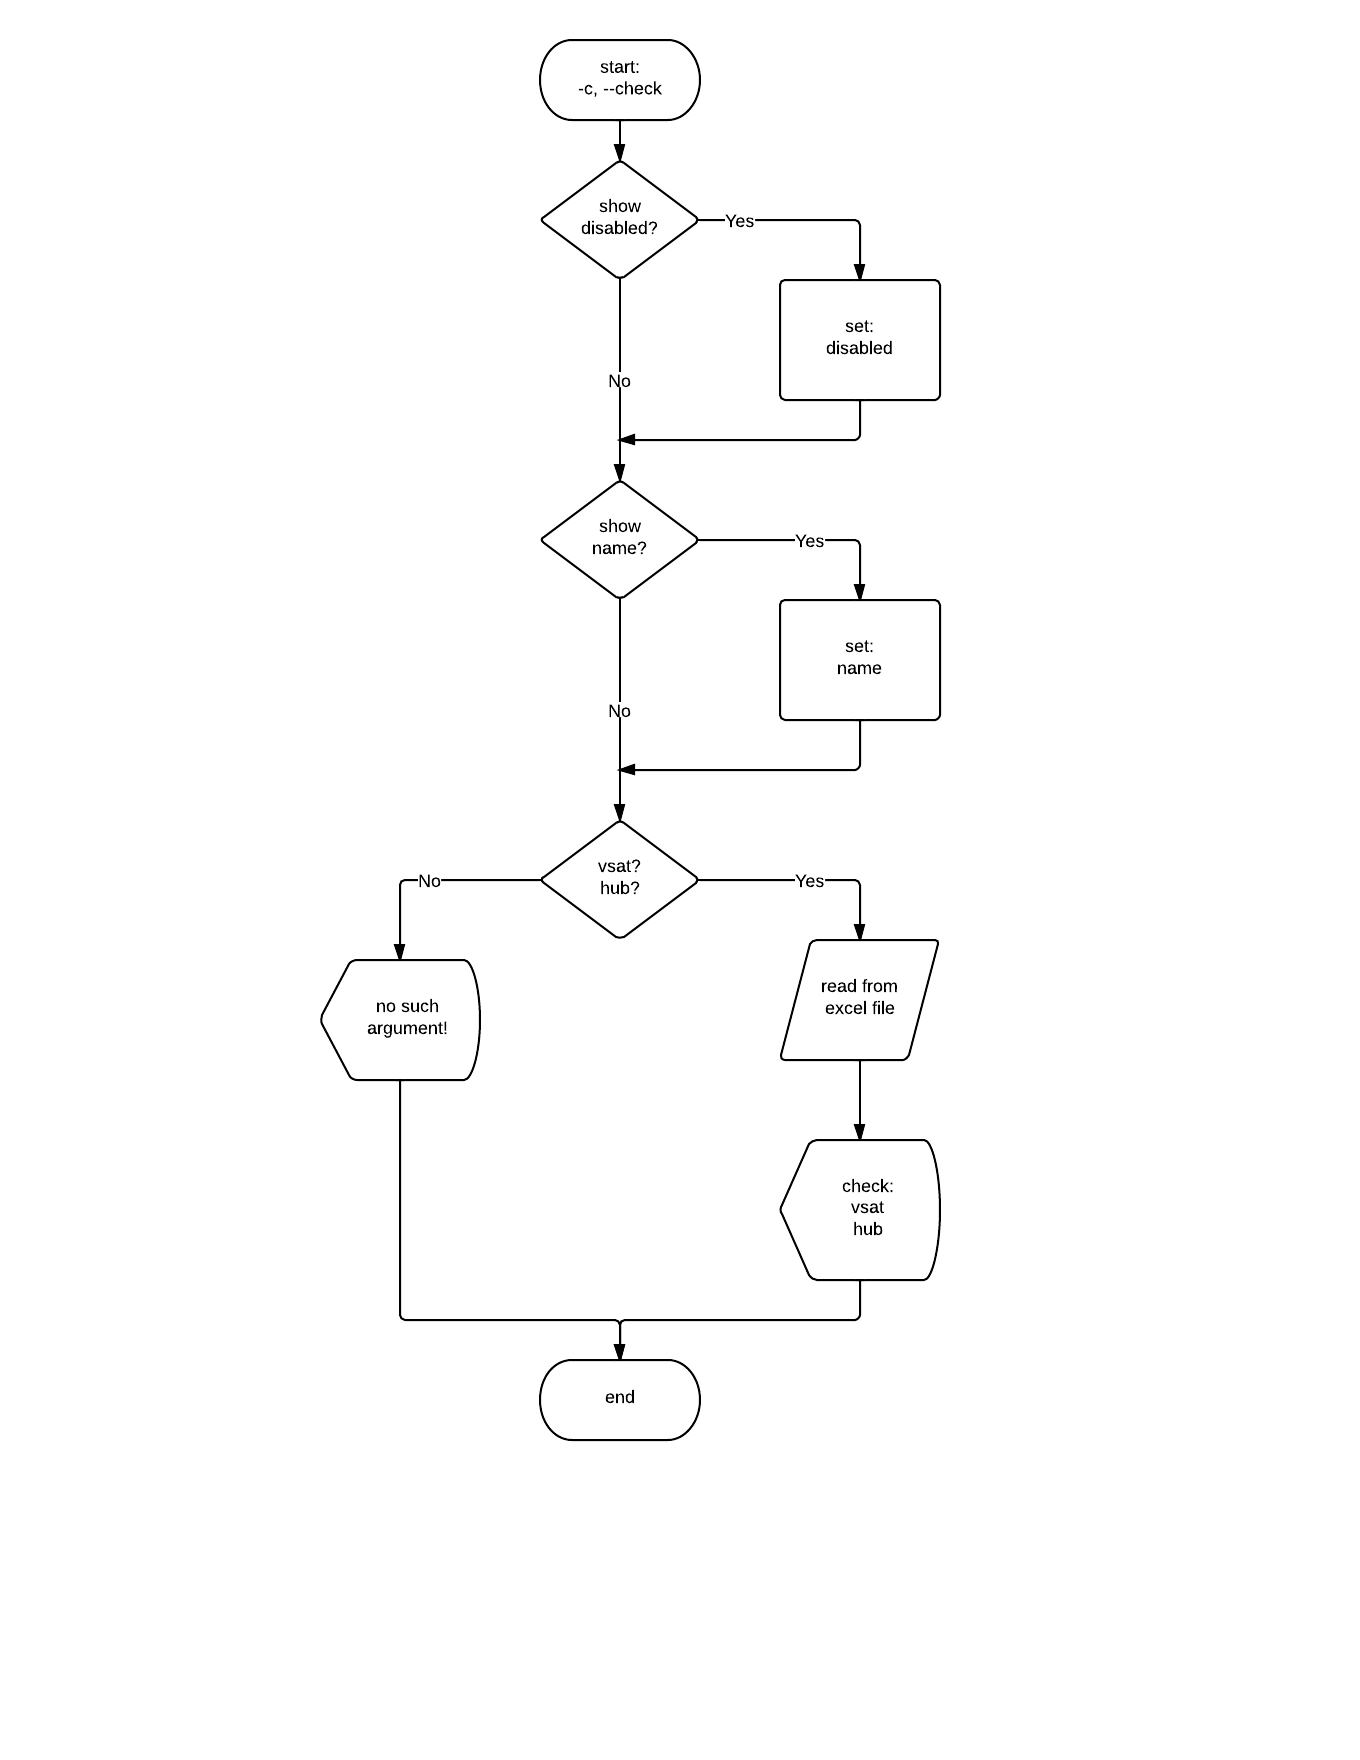 start:
-c, --check
show
disabled?
Yes
set:
disabled
No
show
name?
Yes
set:
name
No
vsat?
hub?
No
Yes
no such
argument!
read from
excel file
check:
vsat
hub
end